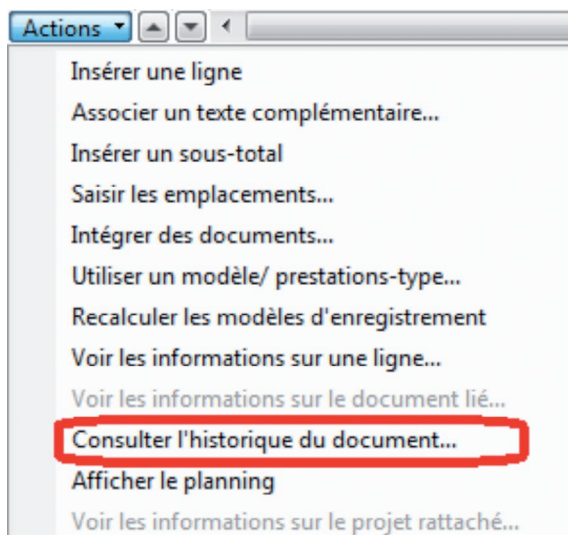 Actions
Insérer une ligne
Associer un texte complémentaire...
Insérer un sous-total
Saisir les emplacements...
Intégrer des documents...
Utiliser un modèle/ prestations-type...
Recalculer les modèles d'enregistrement
Voir les informations sur une ligne...
Voir les informations sur le document lié...
Consulter l'historique du document...
Afficher le planning
Voir les informations sur le projet rattaché...